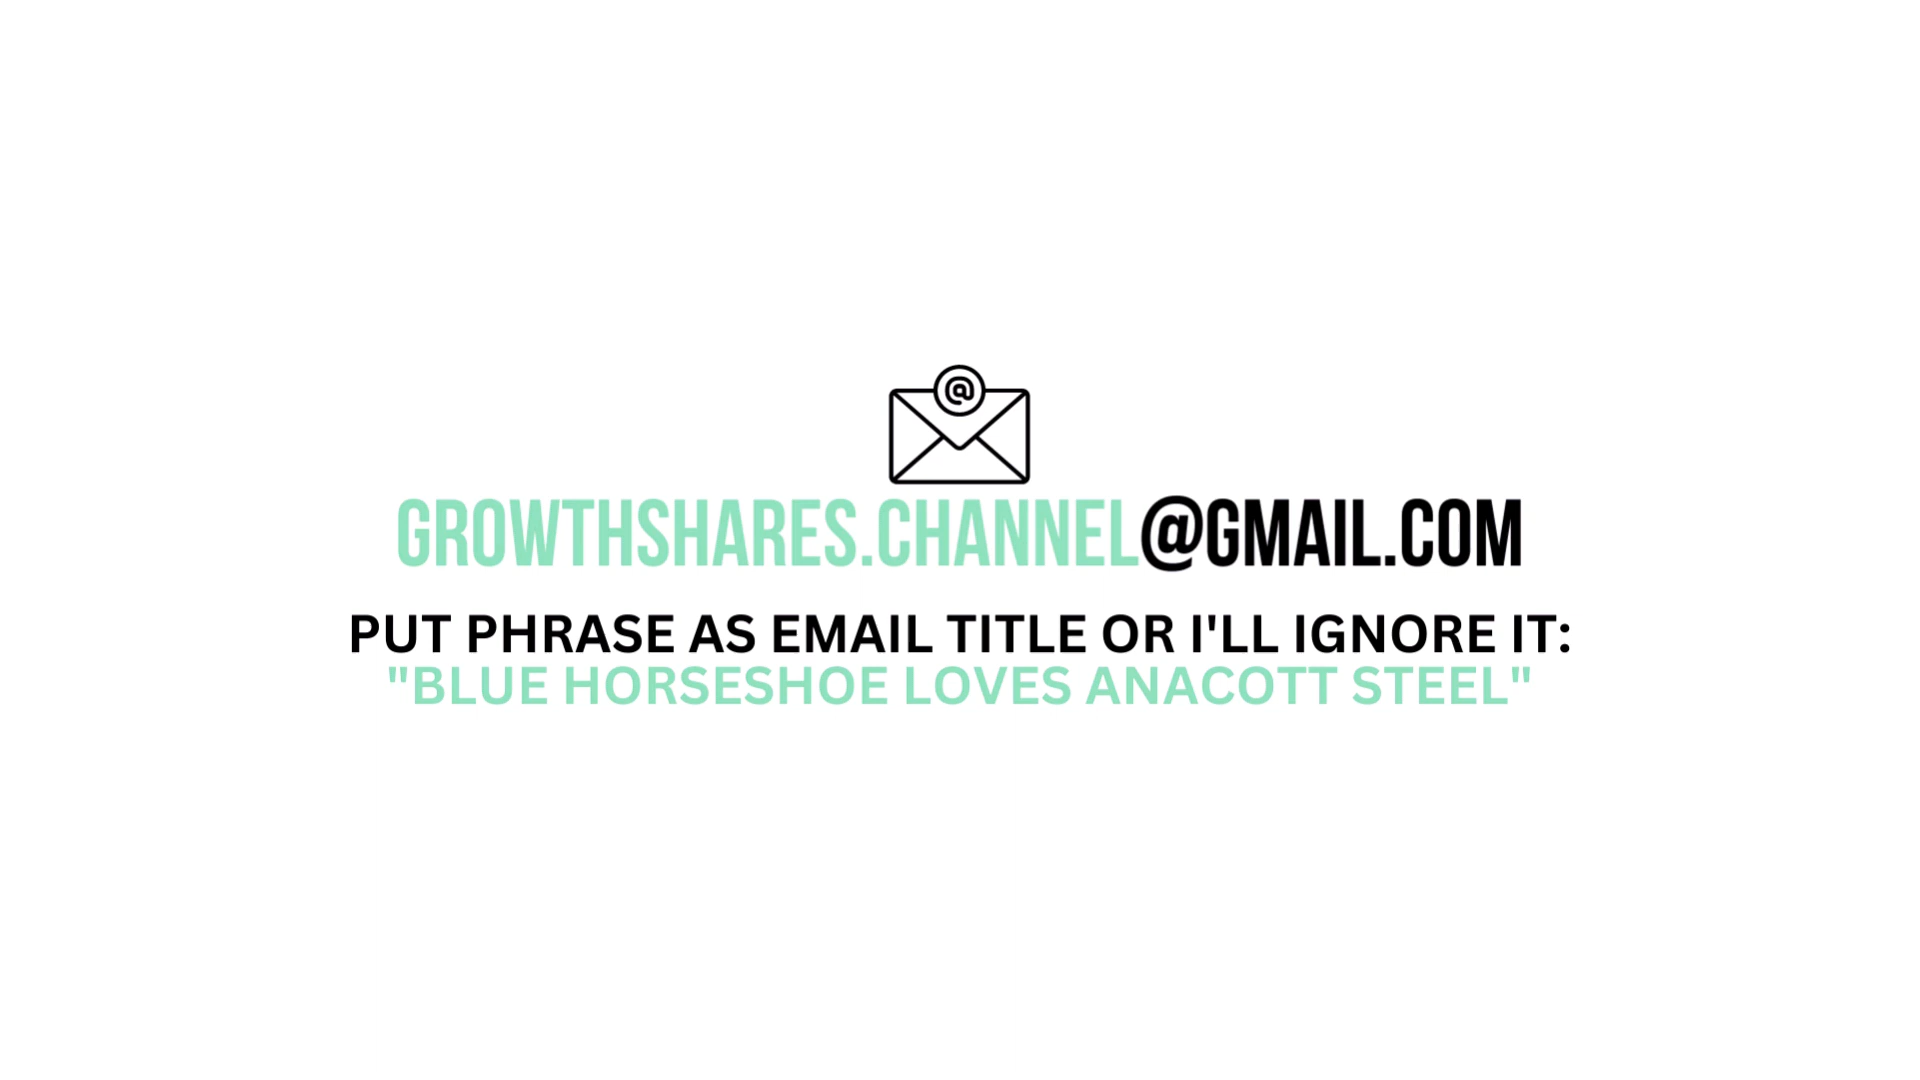 @
GROWTHSHARES.CHANNEL@GMAIL.COM
PUT PHRASE AS EMAIL TITLE OR I'LL IGNORE IT:
"BLUE HORSESHOE LOVES ANACOTT STEEL"